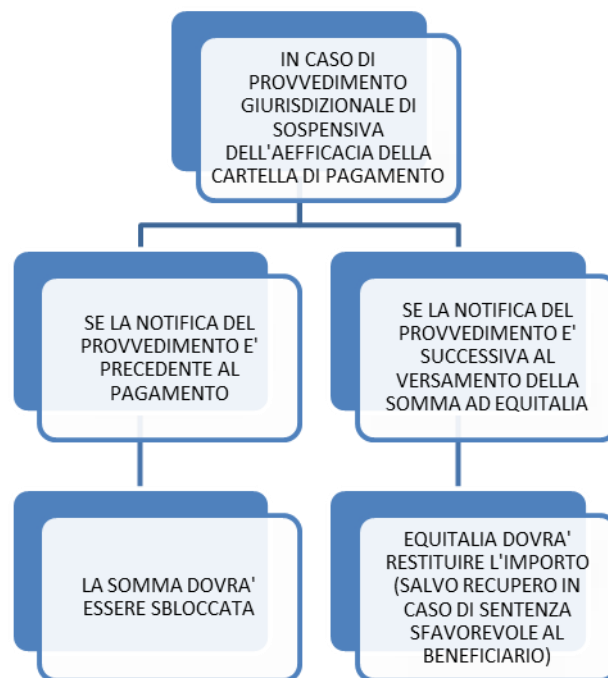 IN CASO DI
PROVVEDIMENTO
GIURISDIZIONALE DI
SOSPENSIVA
DELL'AEFFICACIA DELLA
CARTELLA DI PAGAMENTO
SE LA NOTIFICA DEL
PROVVEDIMENTO E'
PRECEDENTE AL
PAGAMENTO
SE LA NOTIFICA DEL
PROVVEDIMENTO E'
SUCCESSIVA AL
VERSAMENTO DELLA
SOMMA AD EQUITALIA
LA SOMMA DOVRA'
ESSERE SBLOCCATA
EQUITALIA DOVRA'
RESTITUIRE L'IMPORTO
(SALVO RECUPERO IN
CASO DI SENTENZA
SFAVOREVOLE AL
BENEFICIARIO)